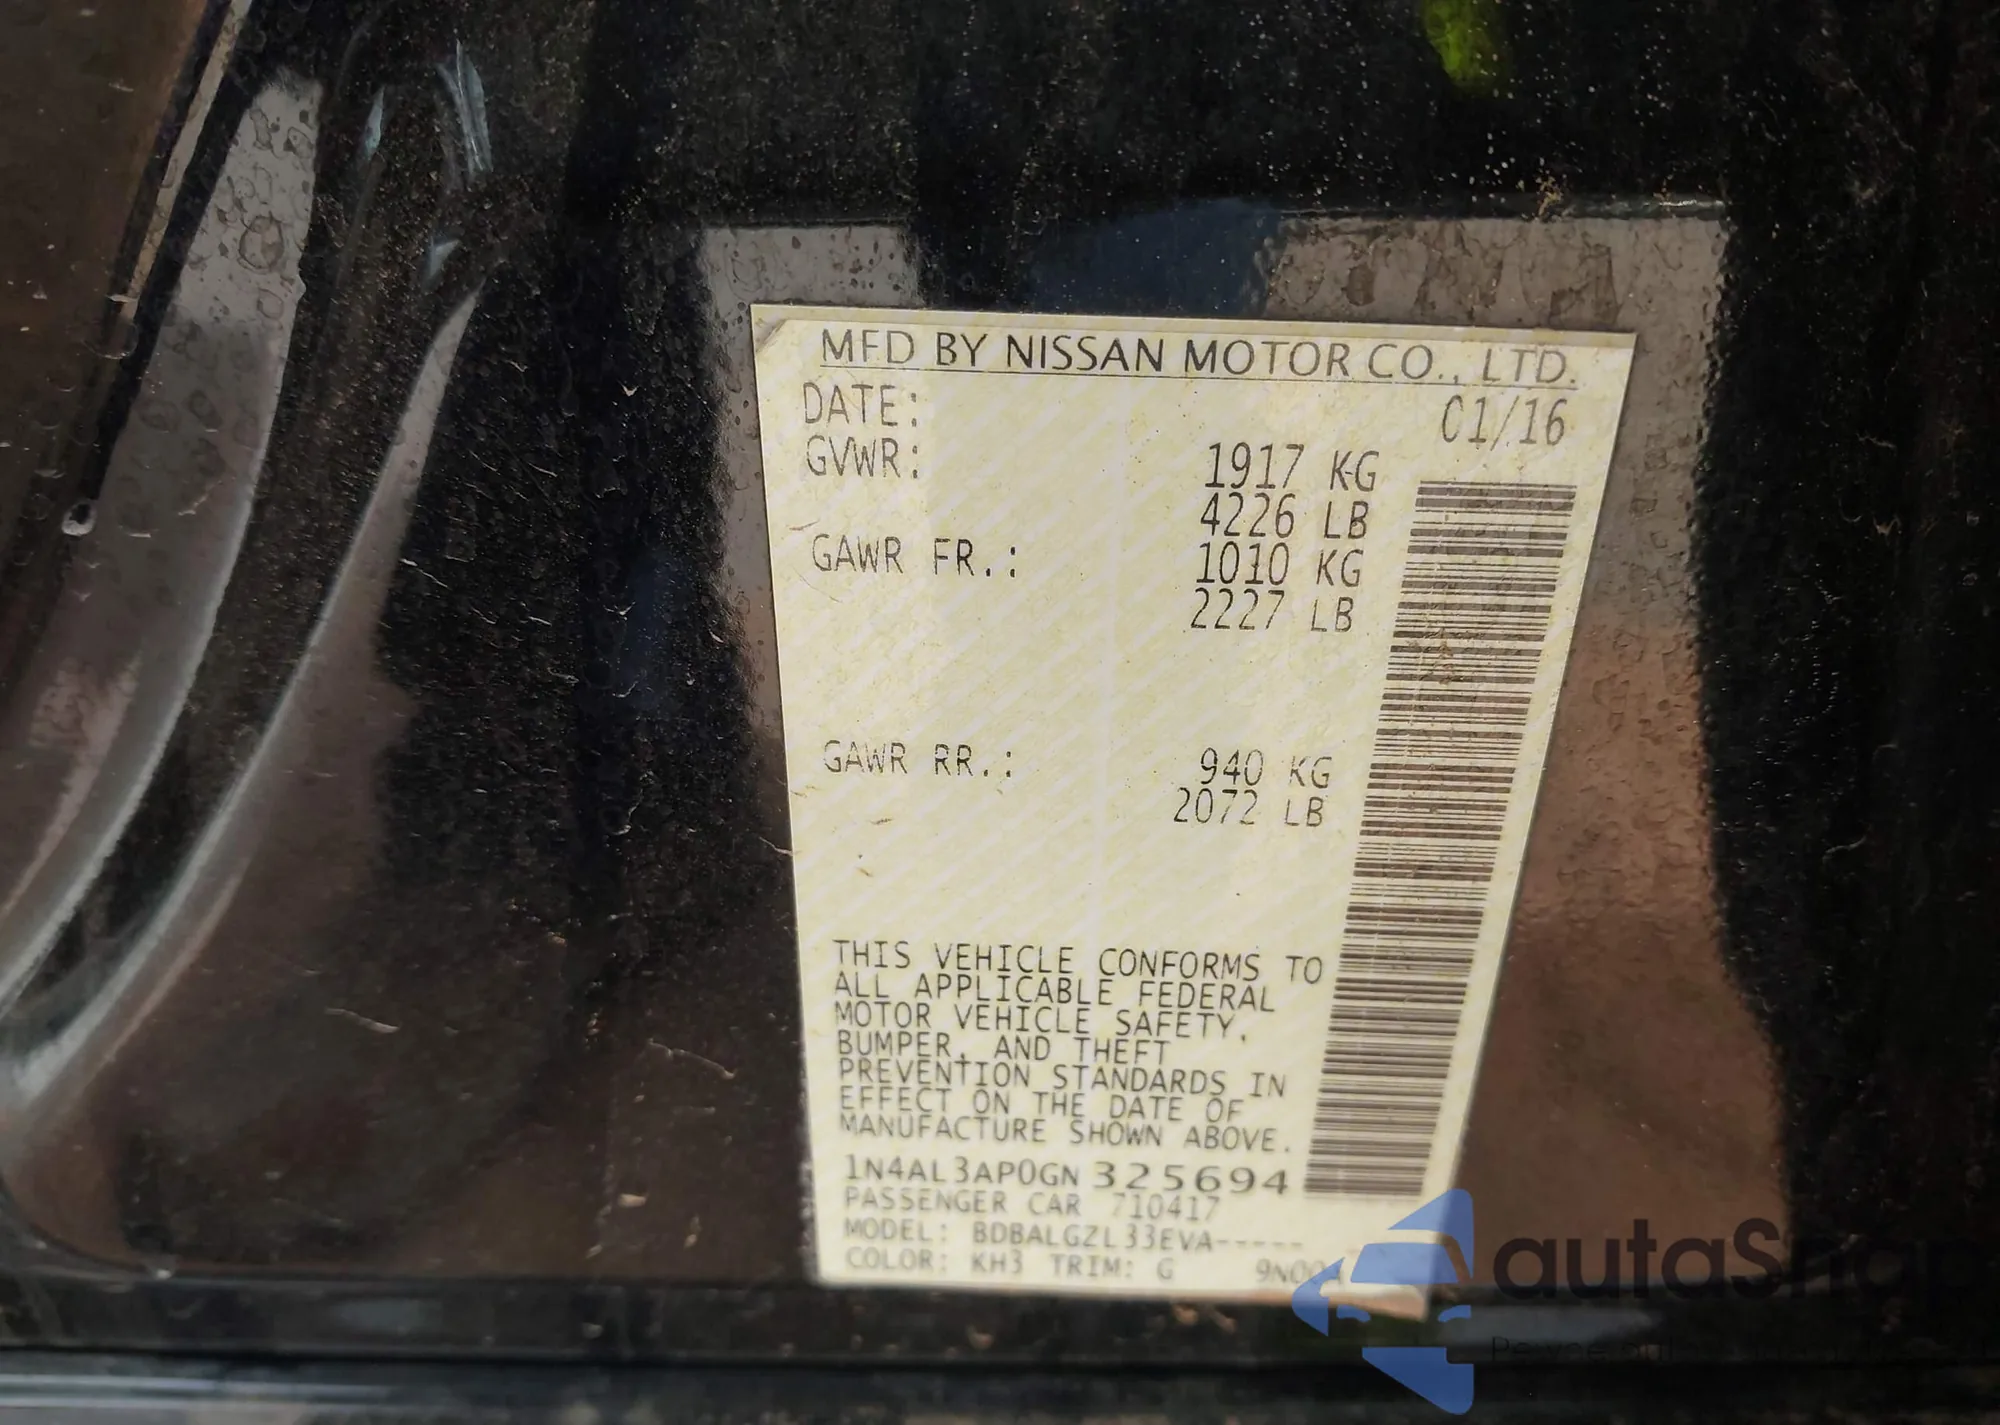 MFD BY NISSAN MOTOR CO., LTD.
DATE: 01/16
GVWR: 1917 KG
4226 LB
GAWR FR.: 1010 KG
2227 LB
GAWR RR.: 940 KG
2072 LB
THIS VEHICLE CONFORMS TO
ALL APPLICABLE FEDERAL
MOTOR VEHICLE SAFETY,
BUMPER, AND THEFT
PREVENTION STANDARDS IN
EFFECT ON THE DATE OF
MANUFACTURE SHOWN ABOVE.
1N4AL3AP0GN 325694
PASSENGER CAR 710417
MODEL: BDBALGZL33EVA-----
COLOR: KH3 TRIM: G
autaSnap